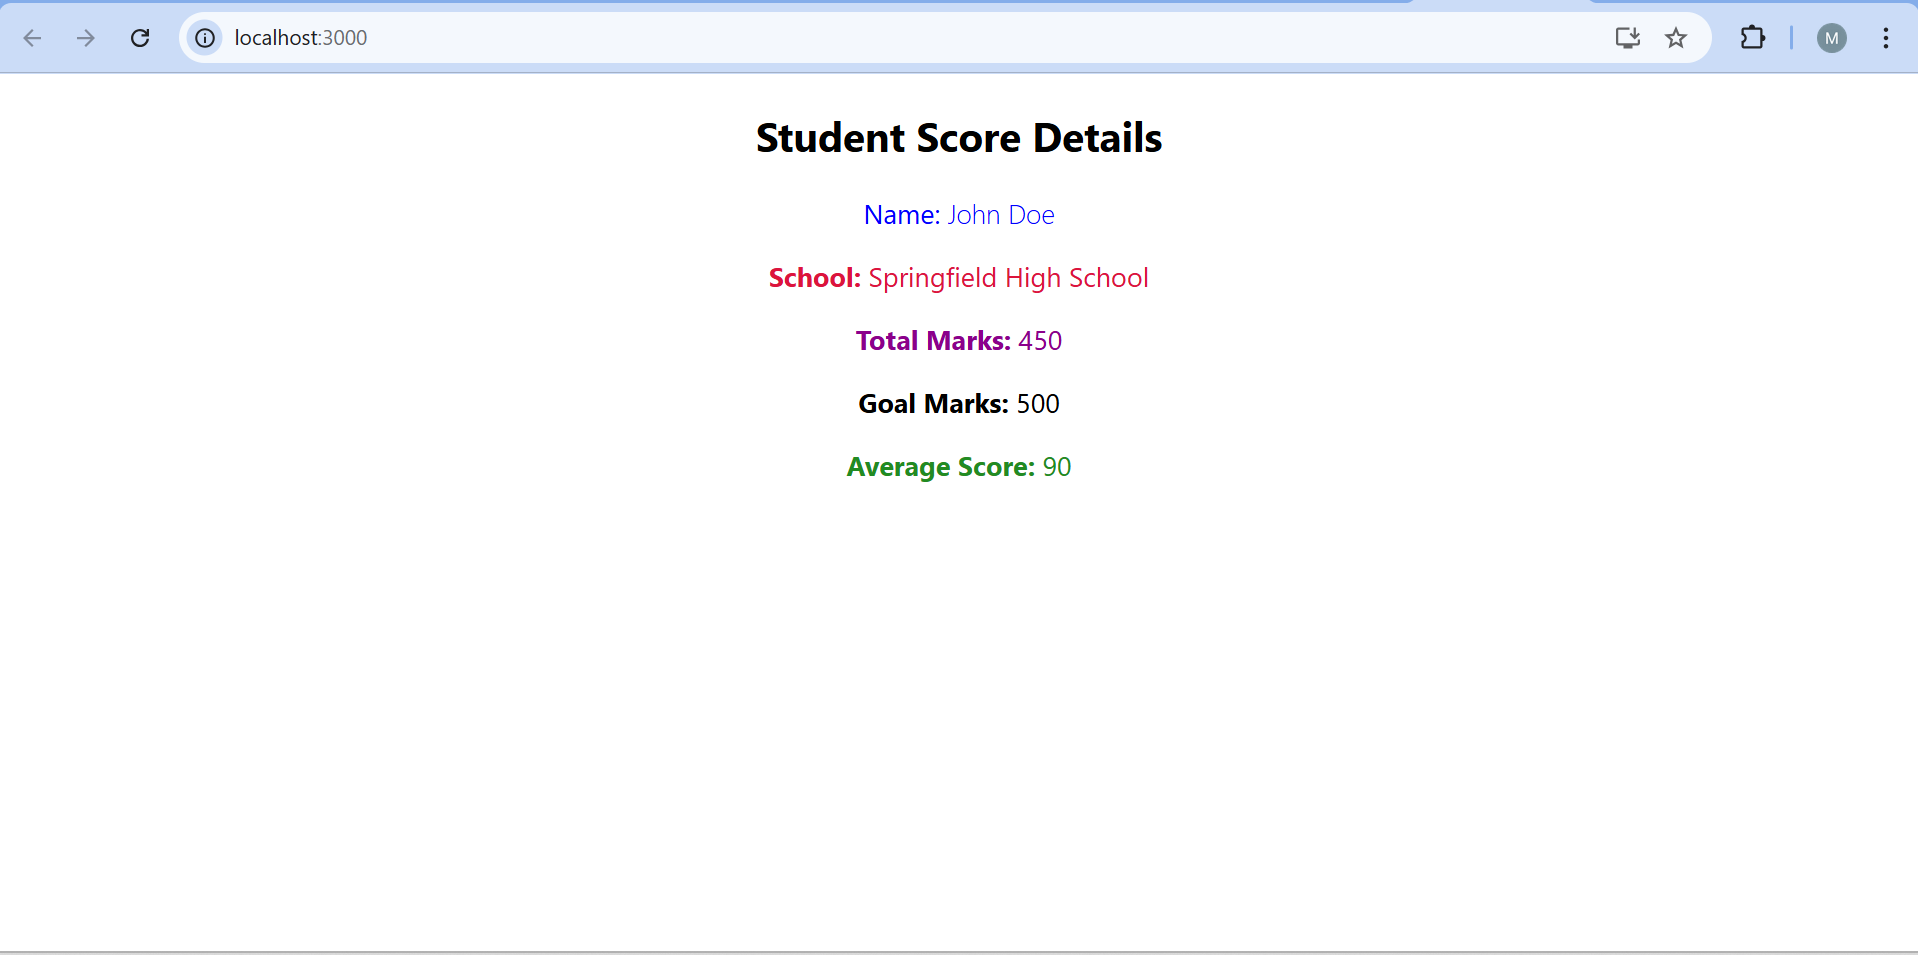 localhost:3000
M
Student Score Details
Name: John Doe
School: Springfield High School
Total Marks: 450
Goal Marks: 500
Average Score: 90